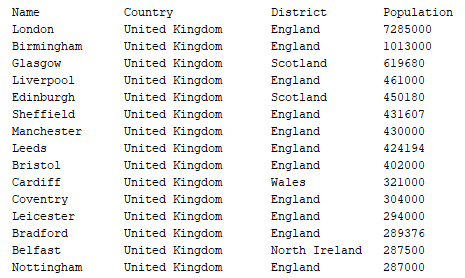 Name Country District Population
London United Kingdom England 7285000
Birmingham United Kingdom England 1013000
Glasgow United Kingdom Scotland 619680
Liverpool United Kingdom England 461000
Edinburgh United Kingdom Scotland 450180
Sheffield United Kingdom England 431607
Manchester United Kingdom England 430000
Leeds United Kingdom England 424194
Bristol United Kingdom England 402000
Cardiff United Kingdom Wales 321000
Coventry United Kingdom England 304000
Leicester United Kingdom England 294000
Bradford United Kingdom England 289376
Belfast United Kingdom North Ireland 287500
Nottingham United Kingdom England 287000